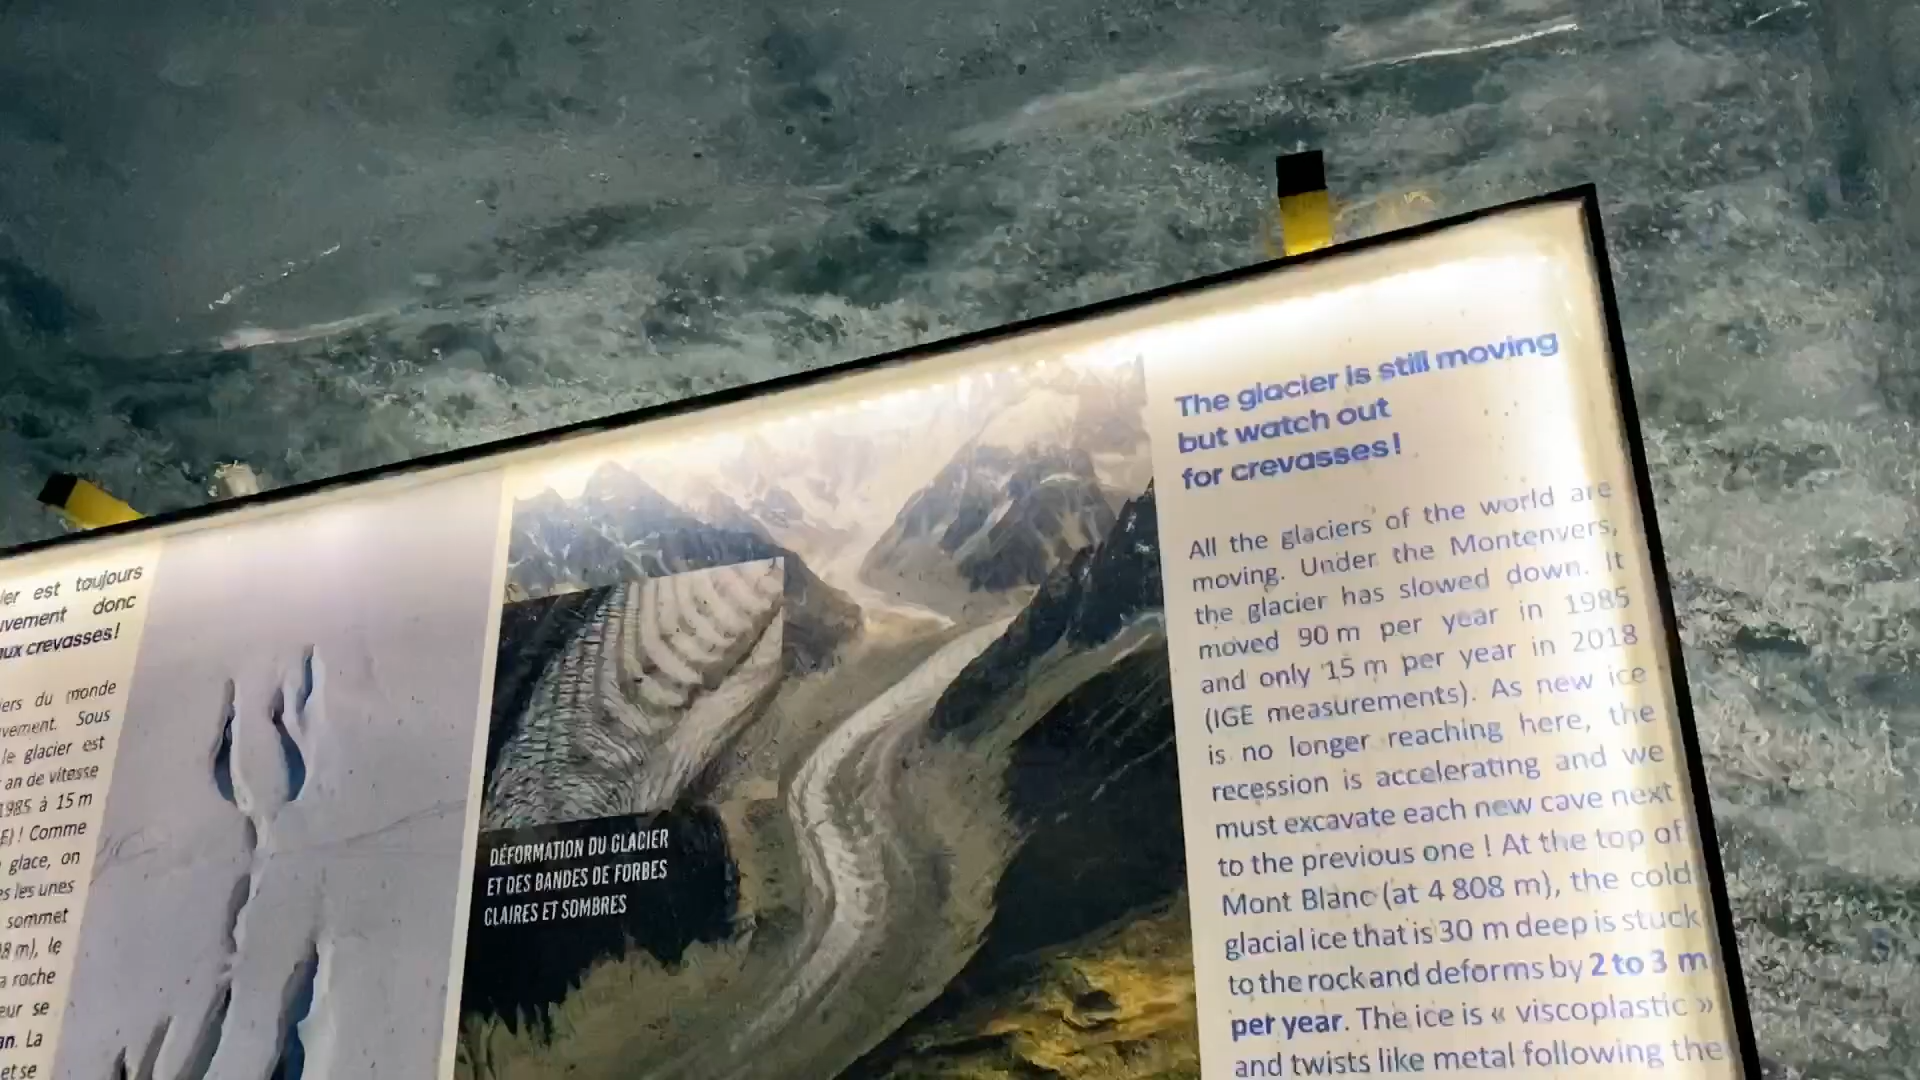 est toujours
donc
aux crevasses!
du monde
Sous
le glacier est
an de vitesse
1985 à 15 m
! Comme
glace, on
les unes
sommet
m), le
roche
se
La
et se
DÉFORMATION DU GLACIER
ET DES BANDES DE FORBES
CLAIRES ET SOMBRES
The glacier is still moving
but watch out
for crevasses!
All the glaciers of the world are
moving. Under the Montenvers,
the glacier has slowed down. It
moved 90 m per year in 1985
and only 15 m per year in 2018
(IGE measurements). As new ice
is no longer reaching here, the
recession is accelerating and we
must excavate each new cave next
to the previous one ! At the top of
Mont Blanc (at 4 808 m), the cold
glacial ice that is 30 m deep is stuck
to the rock and deforms by 2 to 3 m
per year. The ice is « viscoplastic »
and twists like metal following the